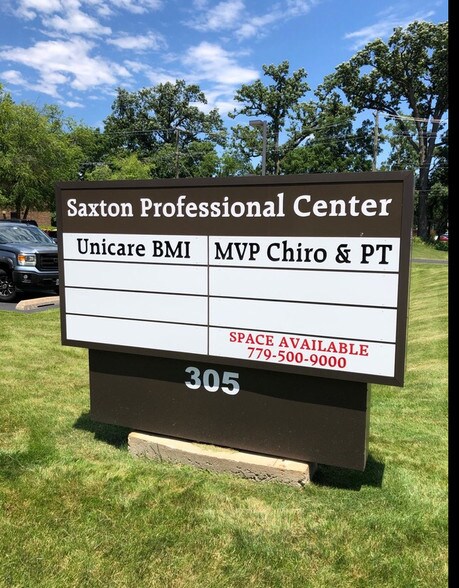 Saxton Professional Center
Unicare BMI
MVP Chiro & PT
SPACE AVAILABLE
779-500-9000
305